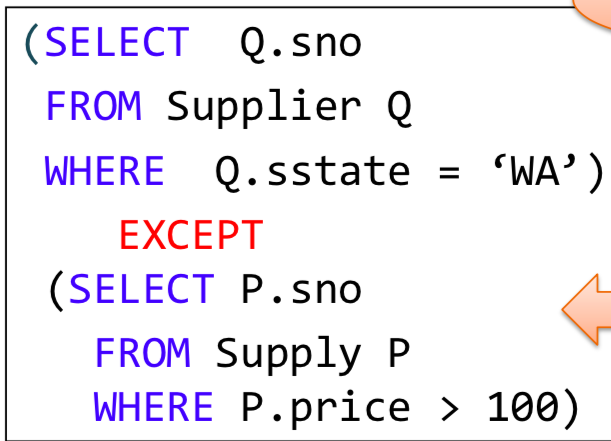 (SELECT Q.sno
FROM Supplier Q
WHERE Q.sstate = ‘WA’)
EXCEPT
(SELECT P.sno
FROM Supply P
WHERE P.price > 100)